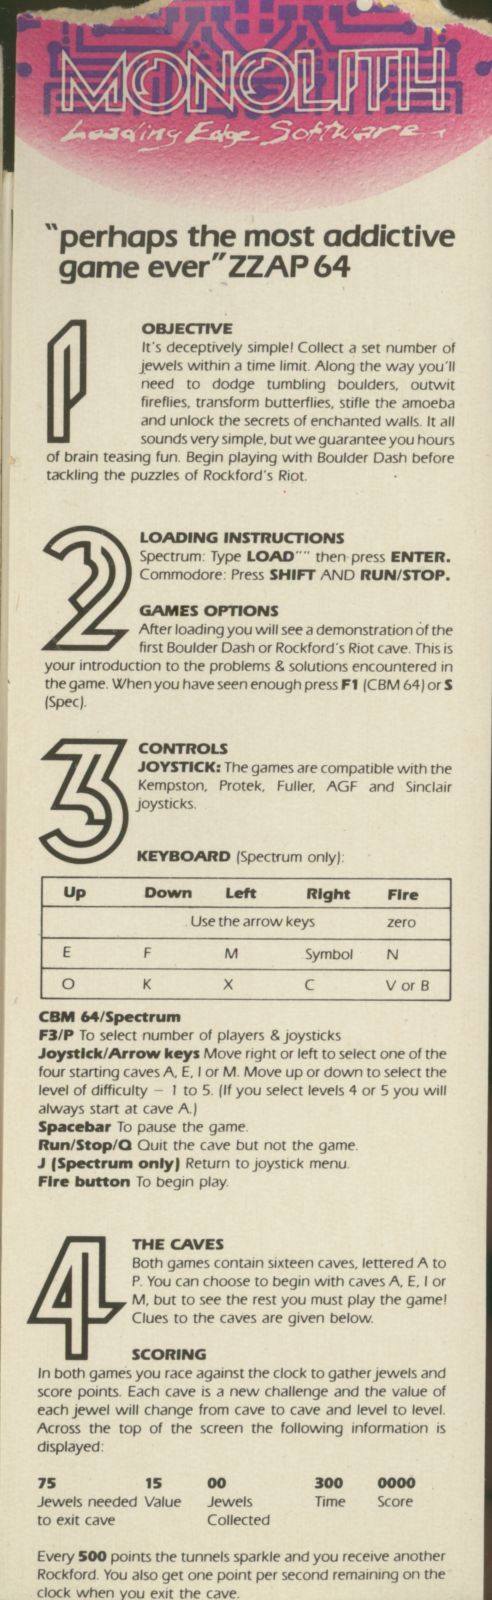 MONOLITH
Leading Edge Software
"perhaps the most addictive
game ever" ZZAP 64
1
OBJECTIVE
It's deceptively simple! Collect a set number of
jewels within a time limit. Along the way you'll
need to dodge tumbling boulders, outwit
fireflies, transform butterflies, stifle the amoeba
and unlock the secrets of enchanted walls. It all
sounds very simple, but we guarantee you hours
of brain teasing fun. Begin playing with Boulder Dash before
tackling the puzzles of Rockford's Riot.
2
LOADING INSTRUCTIONS
Spectrum: Type LOAD"" then press ENTER.
Commodore: Press SHIFT AND RUN/STOP.
GAMES OPTIONS
After loading you will see a demonstration of the
first Boulder Dash or Rockford's Riot cave. This is
your introduction to the problems & solutions encountered in
the game. When you have seen enough press F1 (CBM 64) or S
(Spec).
3
CONTROLS
JOYSTICK: The games are compatible with the
Kempston, Protek, Fuller, AGF and Sinclair
joysticks.
KEYBOARD (Spectrum only):
Up Down Left Right Fire
Use the arrow keys zero
E F M Symbol N
O K X C V or B
CBM 64/Spectrum
F3/P To select number of players & joysticks
Joystick/Arrow keys Move right or left to select one of the
four starting caves A, E, I or M. Move up or down to select the
level of difficulty – 1 to 5. (If you select levels 4 or 5 you will
always start at cave A.)
Spacebar To pause the game.
Run/Stop/Q Quit the cave but not the game.
J (Spectrum only) Return to joystick menu.
Fire button To begin play.
4
THE CAVES
Both games contain sixteen caves, lettered A to
P. You can choose to begin with caves A, E, I or
M, but to see the rest you must play the game!
Clues to the caves are given below.
SCORING
In both games you race against the clock to gather jewels and
score points. Each cave is a new challenge and the value of
each jewel will change from cave to cave and level to level.
Across the top of the screen the following information is
displayed:
75 15 00 300 0000
Jewels needed Value Jewels Time Score
to exit cave Collected
Every 500 points the tunnels sparkle and you receive another
Rockford. You also get one point per second remaining on the
clock when you exit the cave.